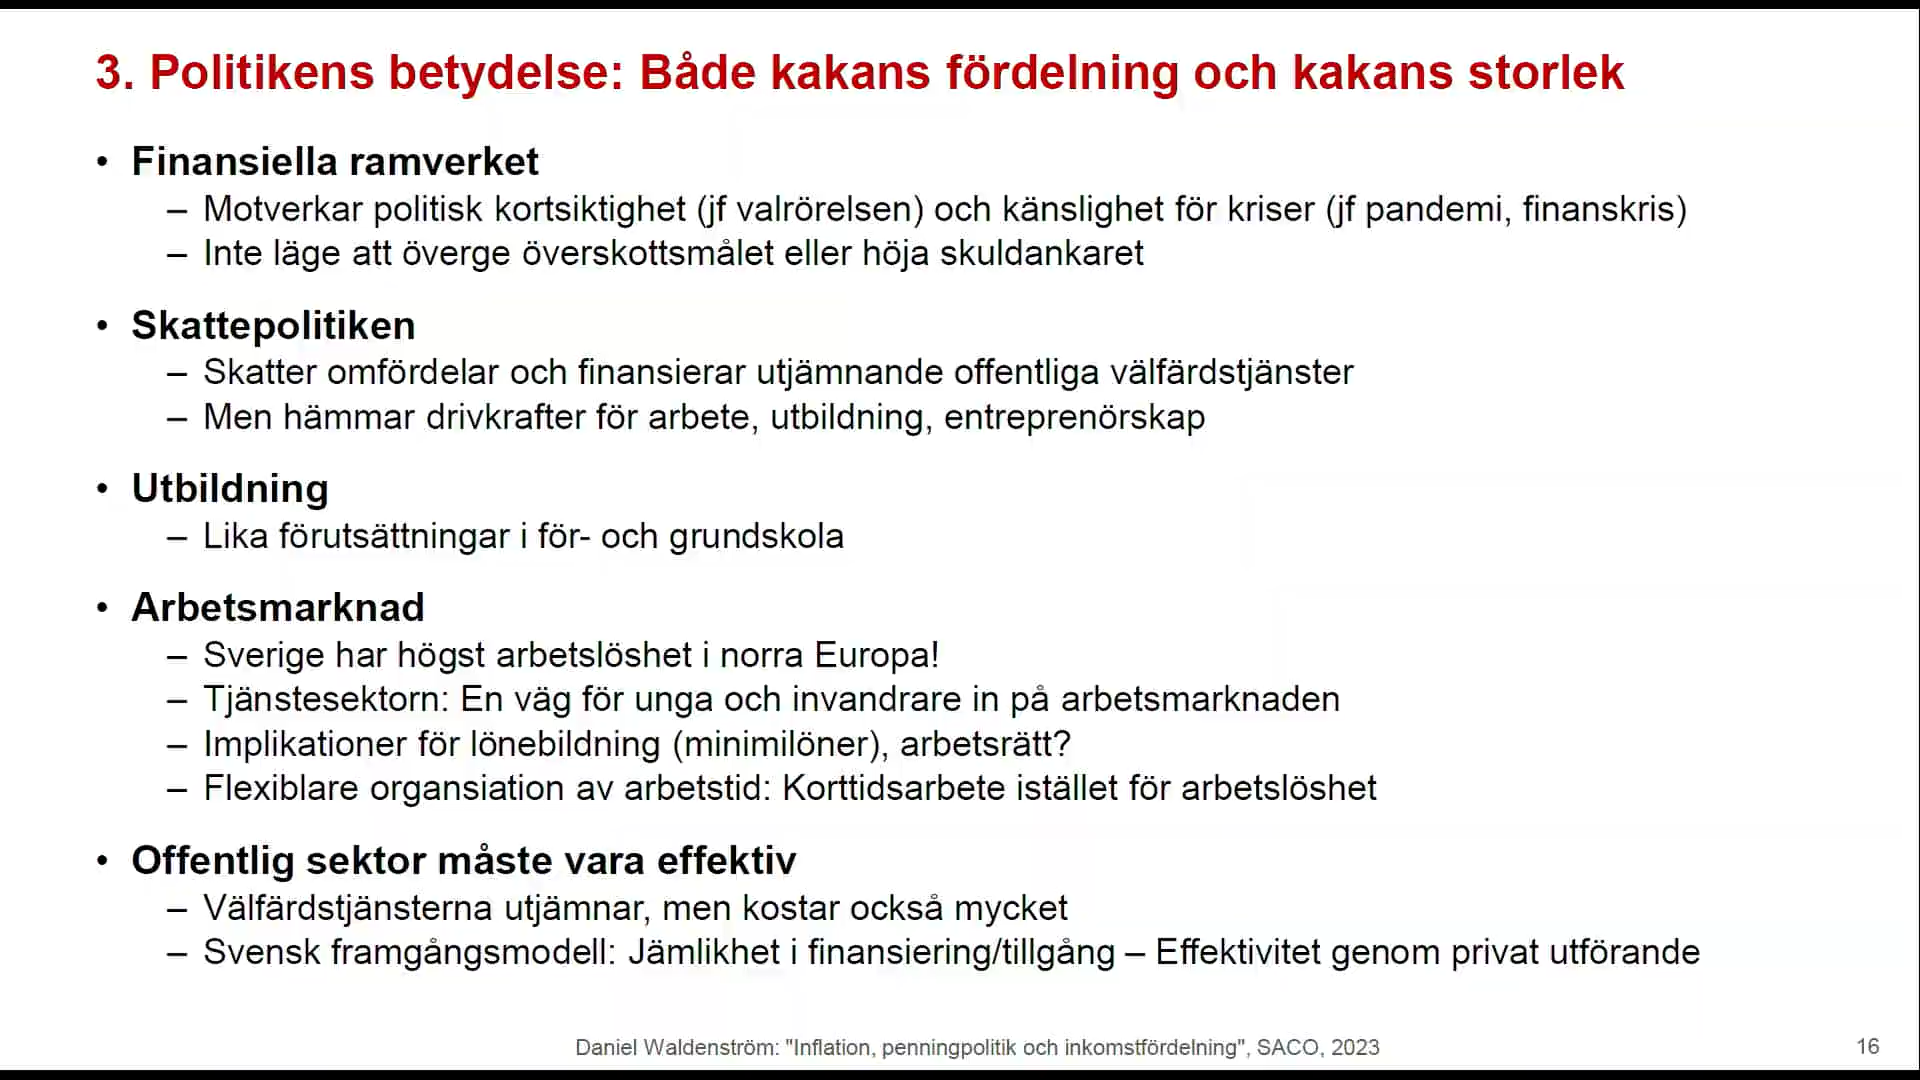 3. Politikens betydelse: Både kakans fördelning och kakans storlek
• Finansiella ramverket
– Motverkar politisk kortsiktighet (jf valrörelsen) och känslighet för kriser (jf pandemi, finanskris)
– Inte läge att överge överskottsmålet eller höja skuldankaret
• Skattepolitiken
– Skatter omfördelar och finansierar utjämnande offentliga välfärdstjänster
– Men hämmar drivkrafter för arbete, utbildning, entreprenörskap
• Utbildning
– Lika förutsättningar i för- och grundskola
• Arbetsmarknad
– Sverige har högst arbetslöshet i norra Europa!
– Tjänstesektorn: En väg för unga och invandrare in på arbetsmarknaden
– Implikationer för lönebildning (minimilöner), arbetsrätt?
– Flexiblare organsiation av arbetstid: Korttidsarbete istället för arbetslöshet
• Offentlig sektor måste vara effektiv
– Välfärdstjänsterna utjämnar, men kostar också mycket
– Svensk framgångsmodell: Jämlikhet i finansiering/tillgång – Effektivitet genom privat utförande
Daniel Waldenström: "Inflation, penningpolitik och inkomstfördelning", SACO, 2023
16